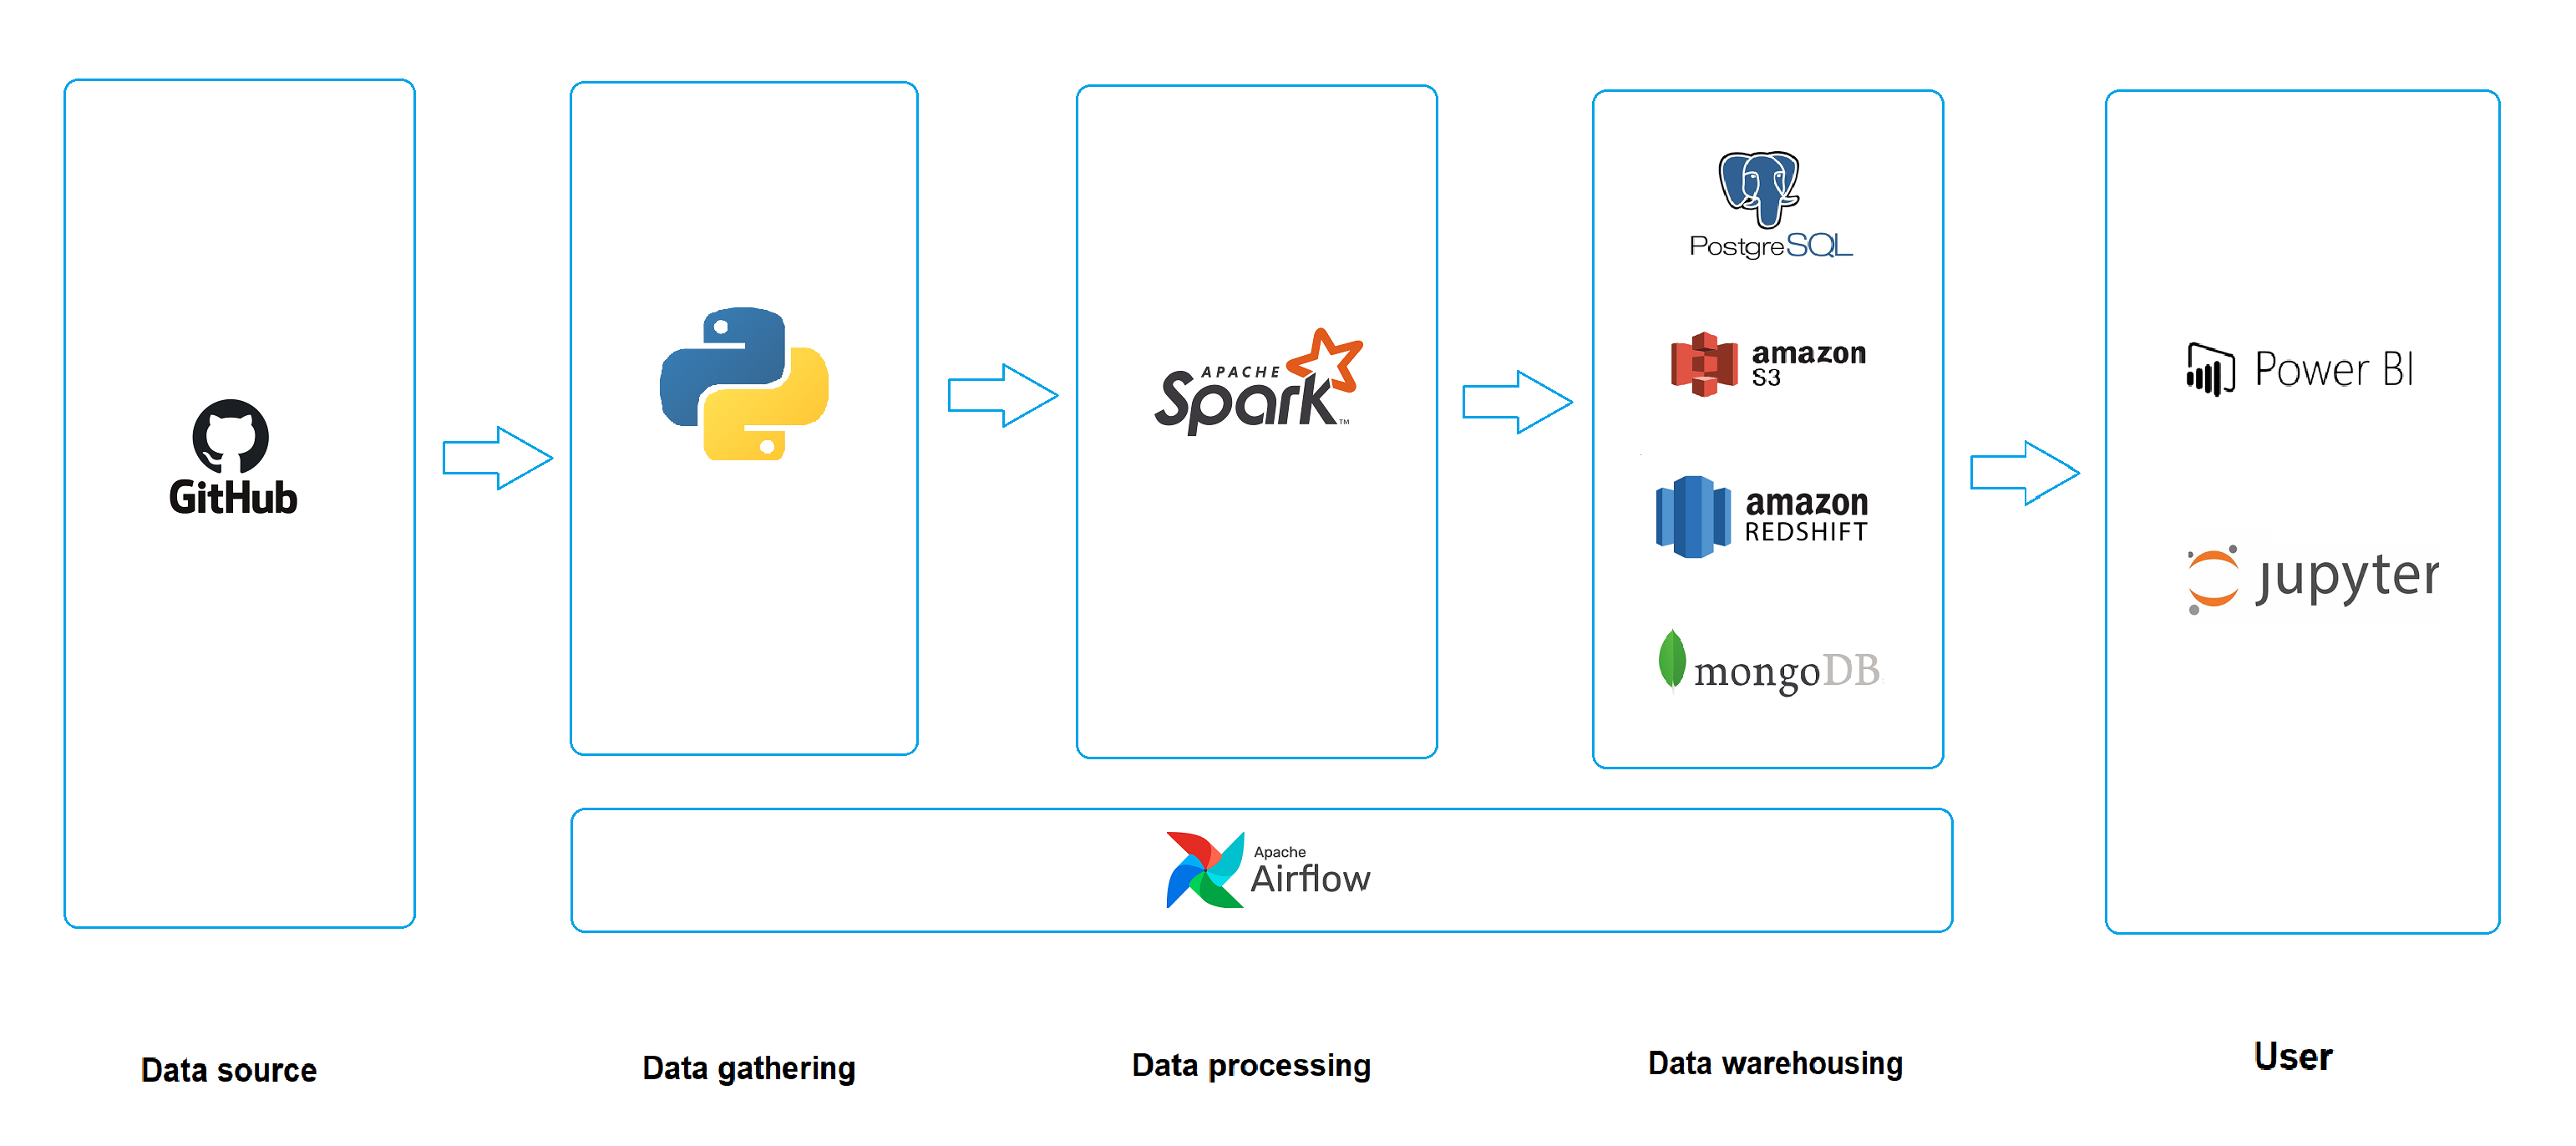 GitHub
APACHE
Spark™
PostgreSQL
amazon
S3
amazon
REDSHIFT
mongoDB
Power BI
jupyter
Apache
Airflow
Data source
Data gathering
Data processing
Data warehousing
User